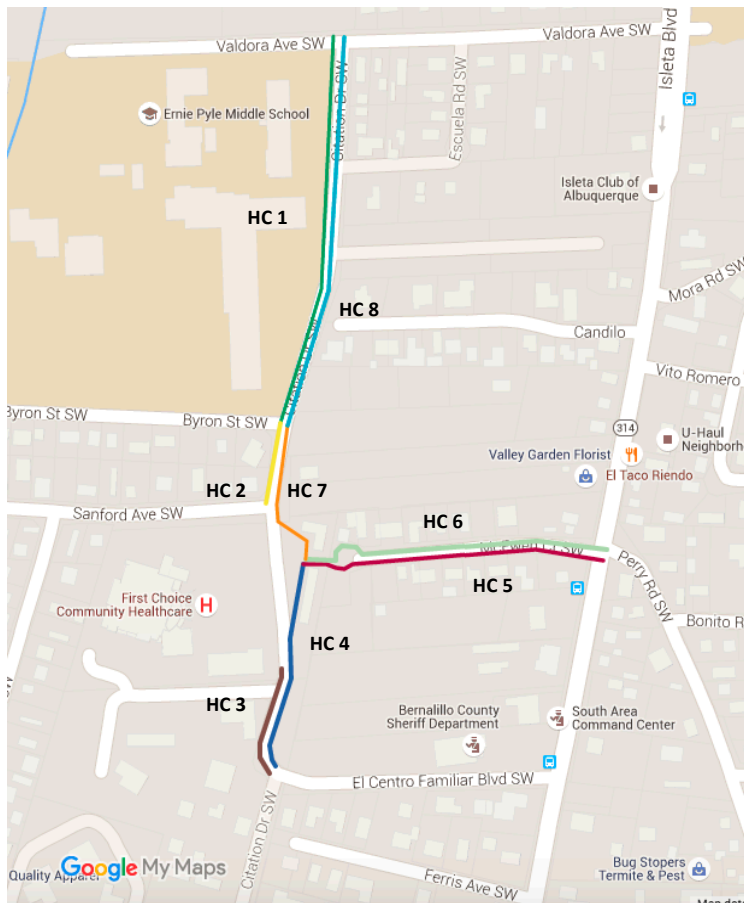 Valdora Ave SW
Valdora Ave SW
Isleta Blvd
Citation Dr SW
Escuela Rd SW
Ernie Pyle Middle School
Isleta Club of
Albuquerque
HC 1
Mora Rd SW
HC 8
Candilo
Citation Dr SW
Vito Romero
Byron St SW
Byron St SW
314
U-Haul
Valley Garden Florist
El Taco Riendo
HC 2
HC 7
Sanford Ave SW
HC 6
Perry Rd SW
HC 5
First Choice
Community Healthcare
H
Bonito R
HC 4
HC 3
Bernalillo County
Sheriff Department
South Area
Command Center
El Centro Familiar Blvd SW
Citation Dr SW
Google My Maps
Quality
Ferris Ave SW
Bug Stopers
Termite & Pest